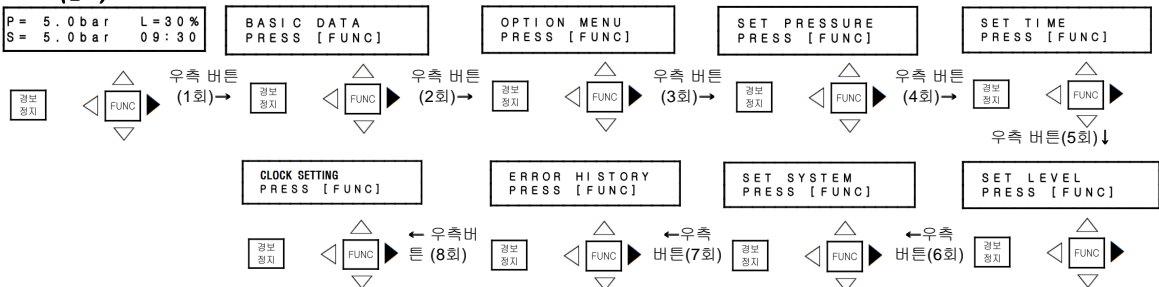 P= 5.0bar L=30%
S= 5.0bar 09:30
BASIC DATA
PRESS [FUNC]
OPTION MENU
PRESS [FUNC]
SET PRESSURE
PRESS [FUNC]
SET TIME
PRESS [FUNC]
경보
정지
FUNC
우측 버튼
(1회)→
경보
정지
FUNC
우측 버튼
(2회)→
경보
정지
FUNC
우측 버튼
(3회)→
경보
정지
FUNC
우측 버튼
(4회)→
경보
정지
FUNC
우측 버튼(5회)↓
CLOCK SETTING
PRESS [FUNC]
ERROR HISTORY
PRESS [FUNC]
SET SYSTEM
PRESS [FUNC]
SET LEVEL
PRESS [FUNC]
경보
정지
FUNC
← 우측버
튼 (8회)
경보
정지
FUNC
←우측
버튼(7회)
경보
정지
FUNC
←우측
버튼(6회)
경보
정지
FUNC